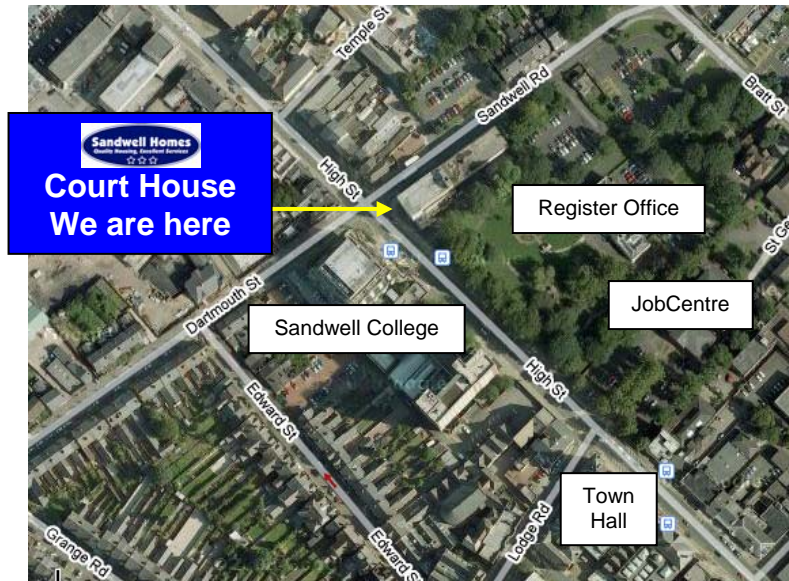 Temple St
Sandwell Rd
Bratt St
Sandwell Homes
Quality Housing, Excellent Services
Court House
We are here
High St
Register Office
St Ge
JobCentre
Dartmouth St
Sandwell College
High St
Edward St
Town
Hall
Lodge Rd
Grange Rd
Edward St